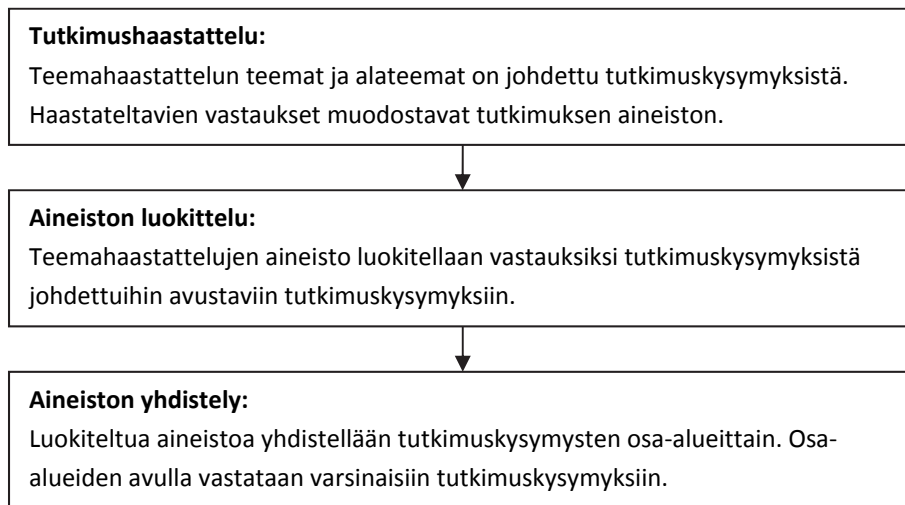 Tutkimushaastattelu:
Teemahaastattelun teemat ja alateemat on johdettu tutkimuskysymyksistä.
Haastateltavien vastaukset muodostavat tutkimuksen aineiston.
Aineiston luokittelu:
Teemahaastattelujen aineisto luokitellaan vastauksiksi tutkimuskysymyksistä
johdettuihin avustaviin tutkimuskysymyksiin.
Aineiston yhdistely:
Luokiteltua aineistoa yhdistellään tutkimuskysymysten osa-alueittain. Osa-
alueiden avulla vastataan varsinaisiin tutkimuskysymyksiin.